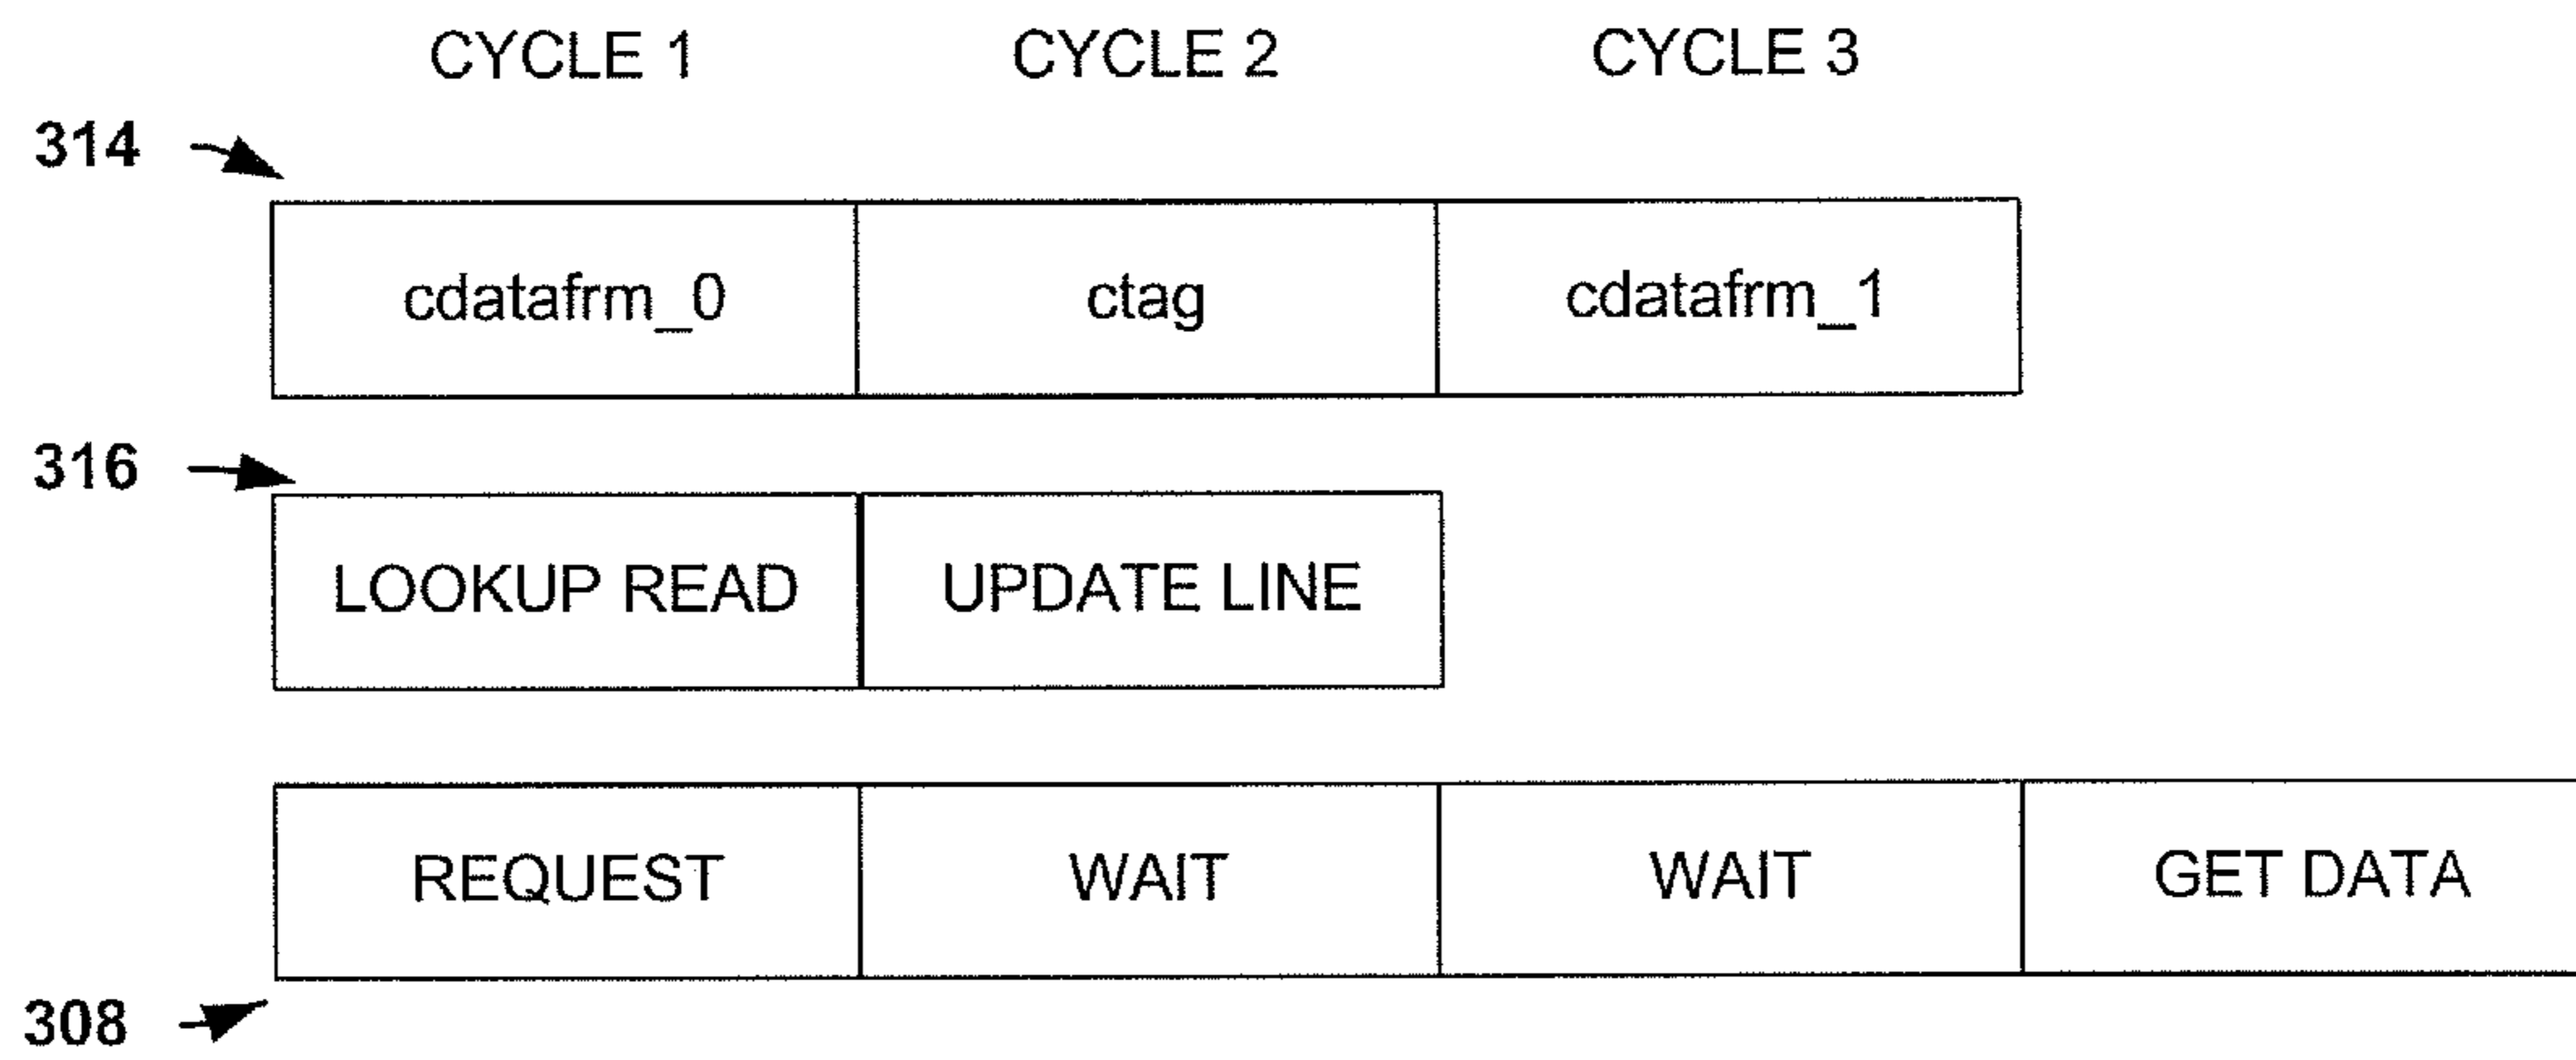 CYCLE 1 CYCLE 2 CYCLE 3
314
cdatafrm_0 ctag cdatafrm_1
316
LOOKUP READ UPDATE LINE
REQUEST WAIT WAIT GET DATA
308